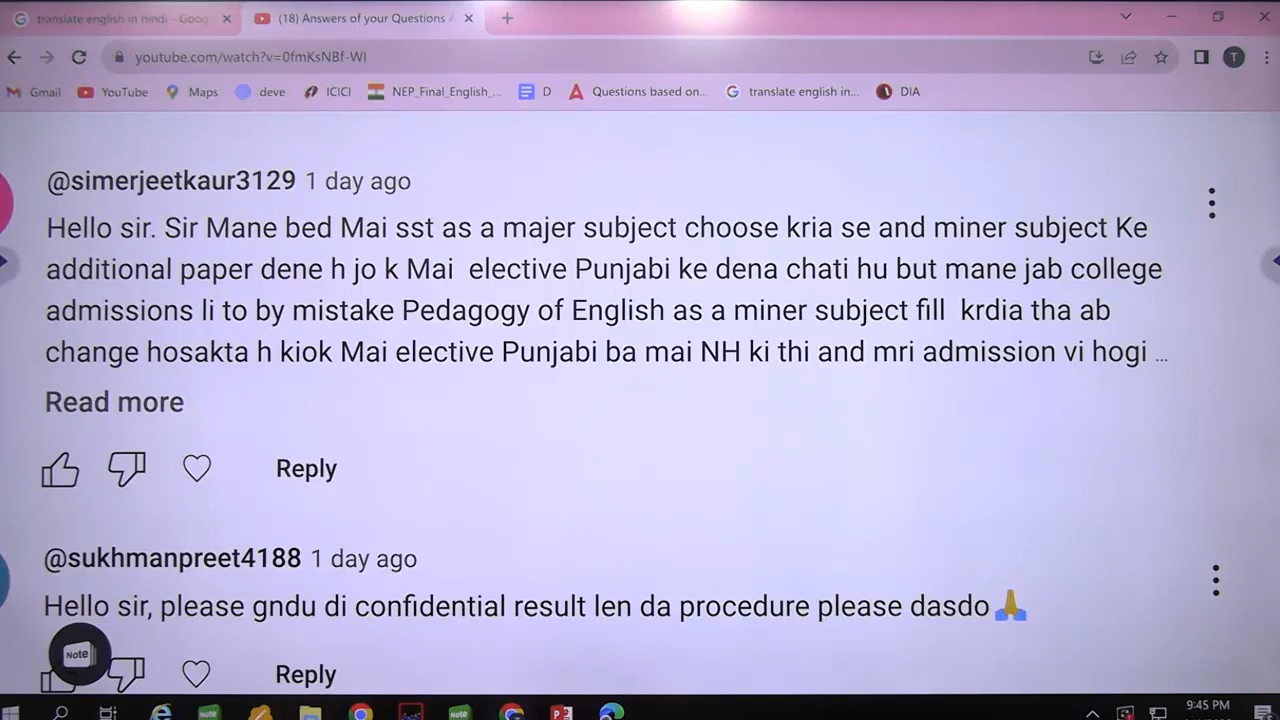 translate english in hindi - Goog
(18) Answers of your Questions
youtube.com/watch?v=0fmKsNBf-WI
T
Gmail
YouTube
Maps
deve
ICICI
NEP_Final_English_...
D
Questions based on...
translate english in...
DIA
@simerjeetkaur3129 1 day ago
Hello sir. Sir Mane bed Mai sst as a majer subject choose kria se and miner subject Ke
additional paper dene h jo k Mai elective Punjabi ke dena chati hu but mane jab college
admissions li to by mistake Pedagogy of English as a miner subject fill krdia tha ab
change hosakta h kiok Mai elective Punjabi ba mai NH ki thi and mri admission vi hogi ...
Read more
Reply
@sukhmanpreet4188 1 day ago
Hello sir, please gndu di confidential result len da procedure please dasdo🙏
Note
Reply
Note
Note
9:45 PM